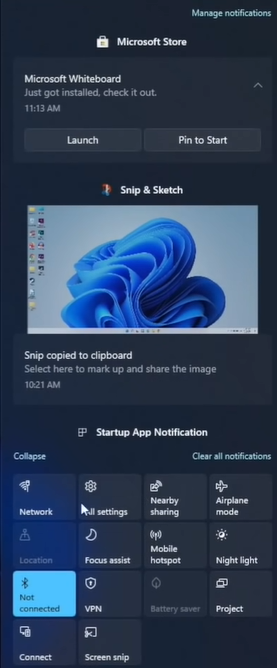 Manage notifications
Microsoft Store
Microsoft Whiteboard
Just got installed, check it out.
11:13 AM
Launch
Pin to Start
Snip & Sketch
Snip copied to clipboard
Select here to mark up and share the image
10:21 AM
Startup App Notification
Collapse
Clear all notifications
Network
All settings
Nearby
sharing
Airplane
mode
Location
Focus assist
Mobile
hotspot
Night light
Not
connected
VPN
Battery saver
Project
Connect
Screen snip